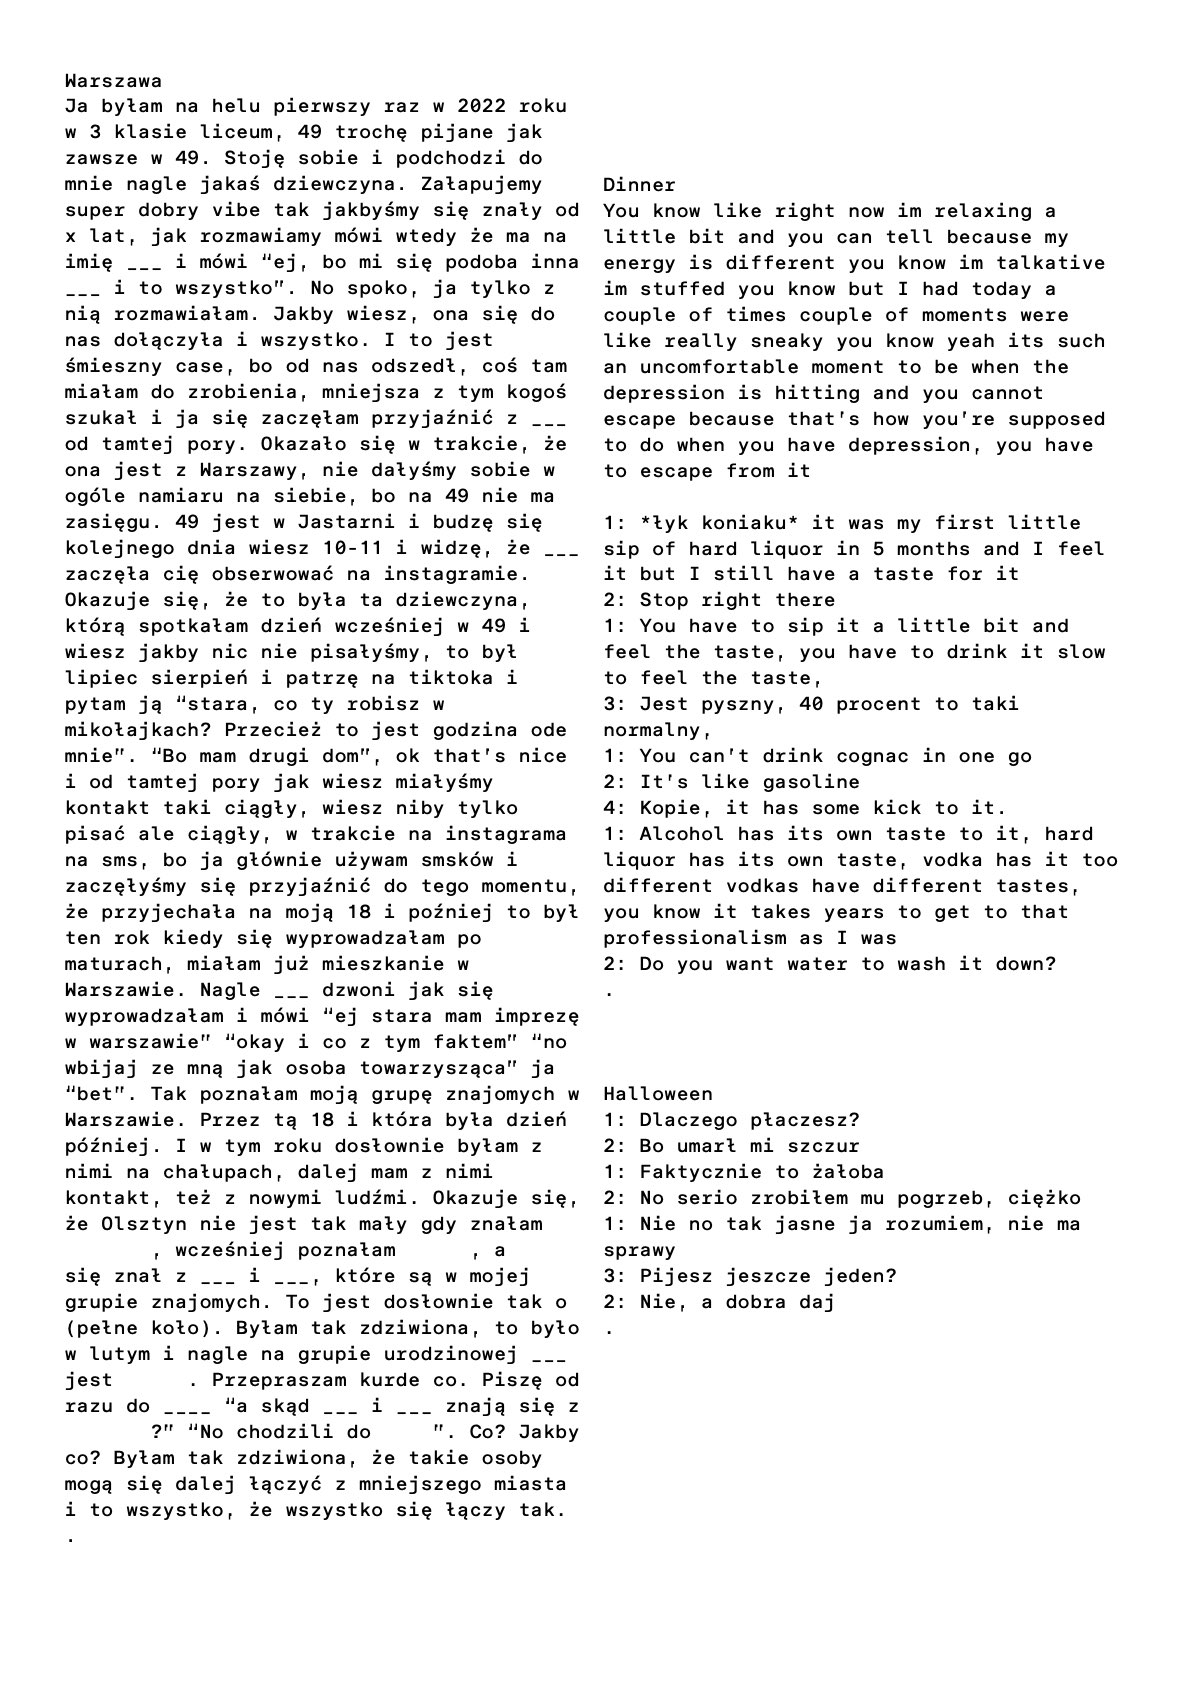 Warszawa
Ja byłam na helu pierwszy raz w 2022 roku
w 3 klasie liceum, 49 trochę pijane jak
zawsze w 49. Stoję sobie i podchodzi do
mnie nagle jakaś dziewczyna. Załapujemy
super dobry vibe tak jakbyśmy się znały od
x lat, jak rozmawiamy mówi wtedy że ma na
imię ___ i mówi “ej, bo mi się podoba inna
___ i to wszystko”. No spoko, ja tylko z
nią rozmawiałam. Jakby wiesz, ona się do
nas dołączyła i wszystko. I to jest
śmieszny case, bo od nas odszedł, coś tam
miałam do zrobienia, mniejsza z tym kogoś
szukał i ja się zaczęłam przyjaźnić z ___
od tamtej pory. Okazało się w trakcie, że
ona jest z Warszawy, nie dałyśmy sobie w
ogóle namiaru na siebie, bo na 49 nie ma
zasięgu. 49 jest w Jastarni i budzę się
kolejnego dnia wiesz 10-11 i widzę, że ___
zaczęła cię obserwować na instagramie.
Okazuje się, że to była ta dziewczyna,
którą spotkałam dzień wcześniej w 49 i
wiesz jakby nic nie pisałyśmy, to był
lipiec sierpień i patrzę na tiktoka i
pytam ją “stara, co ty robisz w
mikołajkach? Przecież to jest godzina ode
mnie”. “Bo mam drugi dom”, ok that’s nice
i od tamtej pory jak wiesz miałyśmy
kontakt taki ciągły, wiesz niby tylko
pisać ale ciągły, w trakcie na instagrama
na sms, bo ja głównie używam smsków i
zaczęłyśmy się przyjaźnić do tego momentu,
że przyjechała na moją 18 i poźniej to był
ten rok kiedy się wyprowadzałam po
maturach, miałam już mieszkanie w
Warszawie. Nagle ___ dzwoni jak się
wyprowadzałam i mówi “ej stara mam imprezę
w warszawie” “okay i co z tym faktem” “no
wbijaj ze mną jak osoba towarzysząca” ja
“bet”. Tak poznałam moją grupę znajomych w
Warszawie. Przez tą 18 i która była dzień
później. I w tym roku dosłownie byłam z
nimi na chałupach, dalej mam z nimi
kontakt, też z nowymi ludźmi. Okazuje się,
że Olsztyn nie jest tak mały gdy znałam
, wcześniej poznałam , a
się znał z ___ i ___, które są w mojej
grupie znajomych. To jest dosłownie tak o
(pełne koło). Byłam tak zdziwiona, to było
w lutym i nagle na grupie urodzinowej ___
jest . Przepraszam kurde co. Piszę od
razu do ____ “a skąd ___ i ___ znają się z
?” “No chodzili do ”. Co? Jakby
co? Byłam tak zdziwiona, że takie osoby
mogą się dalej łączyć z mniejszego miasta
i to wszystko, że wszystko się łączy tak.
.
Dinner
You know like right now im relaxing a
little bit and you can tell because my
energy is different you know im talkative
im stuffed you know but I had today a
couple of times couple of moments were
like really sneaky you know yeah its such
an uncomfortable moment to be when the
depression is hitting and you cannot
escape because that’s how you’re supposed
to do when you have depression, you have
to escape from it
1: *łyk koniaku* it was my first little
sip of hard liquor in 5 months and I feel
it but I still have a taste for it
2: Stop right there
1: You have to sip it a little bit and
feel the taste, you have to drink it slow
to feel the taste,
3: Jest pyszny, 40 procent to taki
normalny,
1: You can’t drink cognac in one go
2: It’s like gasoline
4: Kopie, it has some kick to it.
1: Alcohol has its own taste to it, hard
liquor has its own taste, vodka has it too
different vodkas have different tastes,
you know it takes years to get to that
professionalism as I was
2: Do you want water to wash it down?
.
Halloween
1: Dlaczego płaczesz?
2: Bo umarł mi szczur
1: Faktycznie to żałoba
2: No serio zrobiłem mu pogrzeb, ciężko
1: Nie no tak jasne ja rozumiem, nie ma
sprawy
3: Pijesz jeszcze jeden?
2: Nie, a dobra daj
.